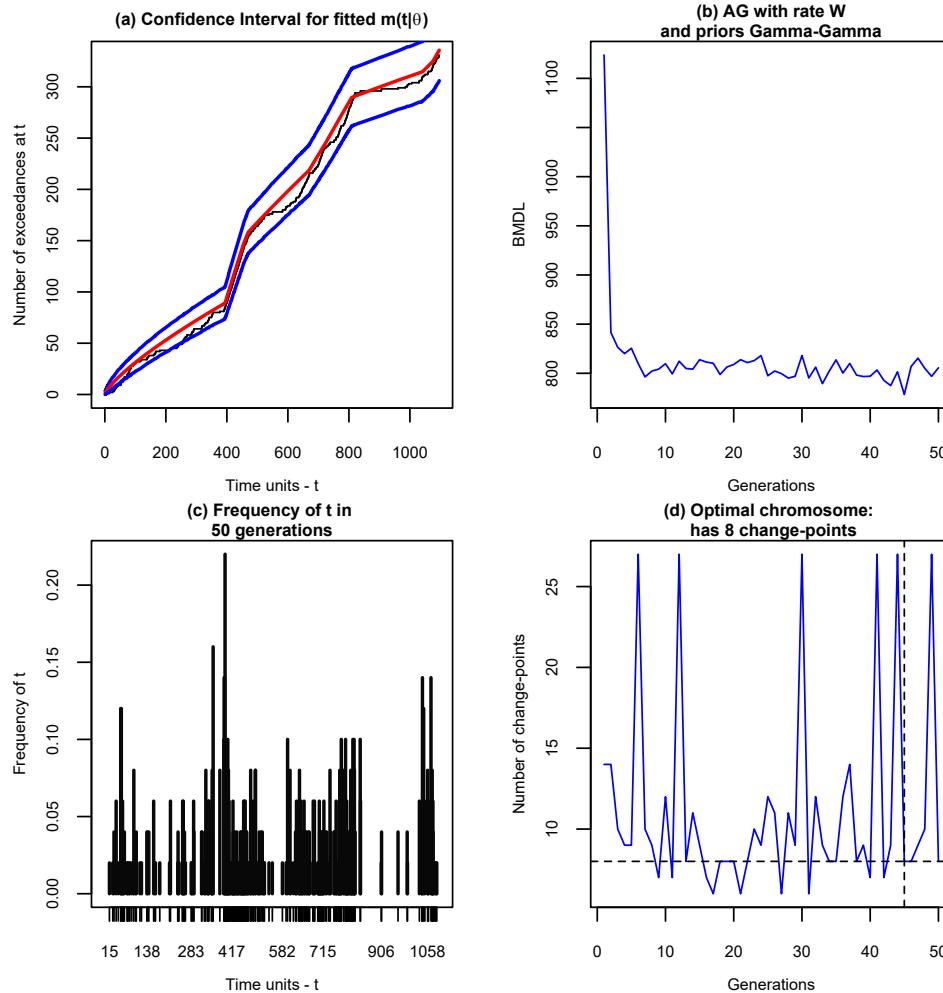 (a) Confidence Interval for fitted m(t|θ)
Number of exceedances at t
0 50 100 150 200 250 300
0 200 400 600 800 1000
Time units - t
(b) AG with rate W
and priors Gamma-Gamma
BMDL
800 850 900 950 1000 1100
0 10 20 30 40 50
Generations
(c) Frequency of t in
50 generations
Frequency of t
0.00 0.05 0.10 0.15 0.20
15 138 283 417 582 715 906 1058
Time units - t
(d) Optimal chromosome:
has 8 change-points
Number of change-points
10 15 20 25
0 10 20 30 40 50
Generations